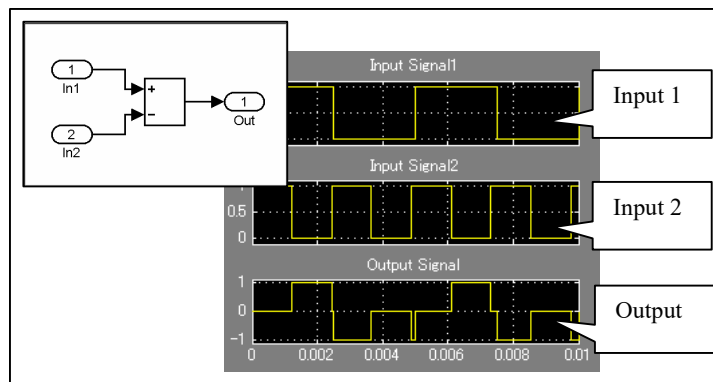 1
In1
2
In2
+
−
1
Out
Input Signal1
Input 1
Input Signal2
1
0.5
0
Input 2
Output Signal
1
0
-1
0
0.002
0.004
0.006
0.008
0.01
Output